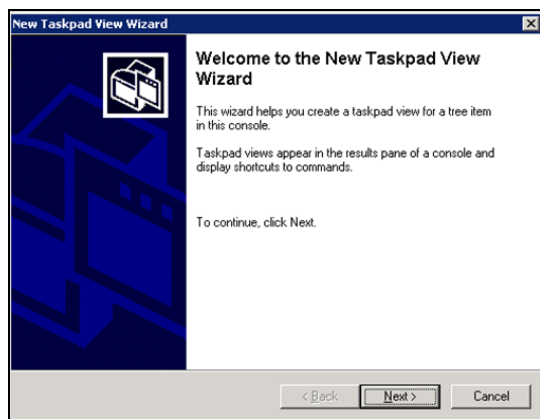 New Taskpad View Wizard
Welcome to the New Taskpad View
Wizard
This wizard helps you create a taskpad view for a tree item
in this console.
Taskpad views appear in the results pane of a console and
display shortcuts to commands.
To continue, click Next.
< Back Next > Cancel